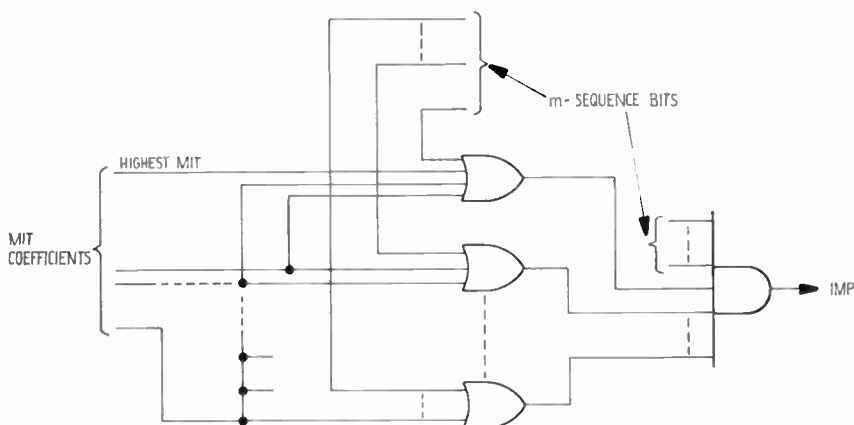 m- SEQUENCE BITS
HIGHEST MIT
MIT
COEFFICIENTS
IMP